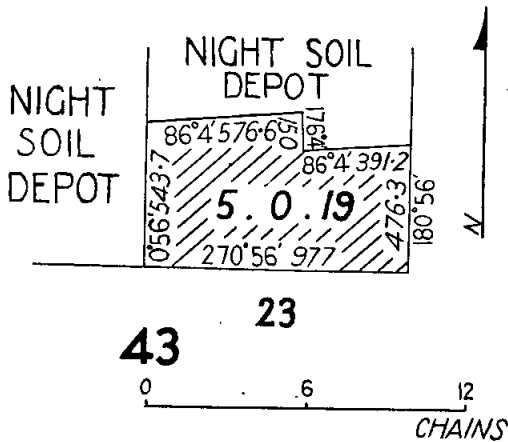 NIGHT SOIL
DEPOT
NIGHT
SOIL
DEPOT
86°4' 576·6
150
176°4'
86°4' 391·2
0°56' 543·7
5.0.19
476·3
180°56'
270°56' 977
N
23
43
0 6 12
CHAINS